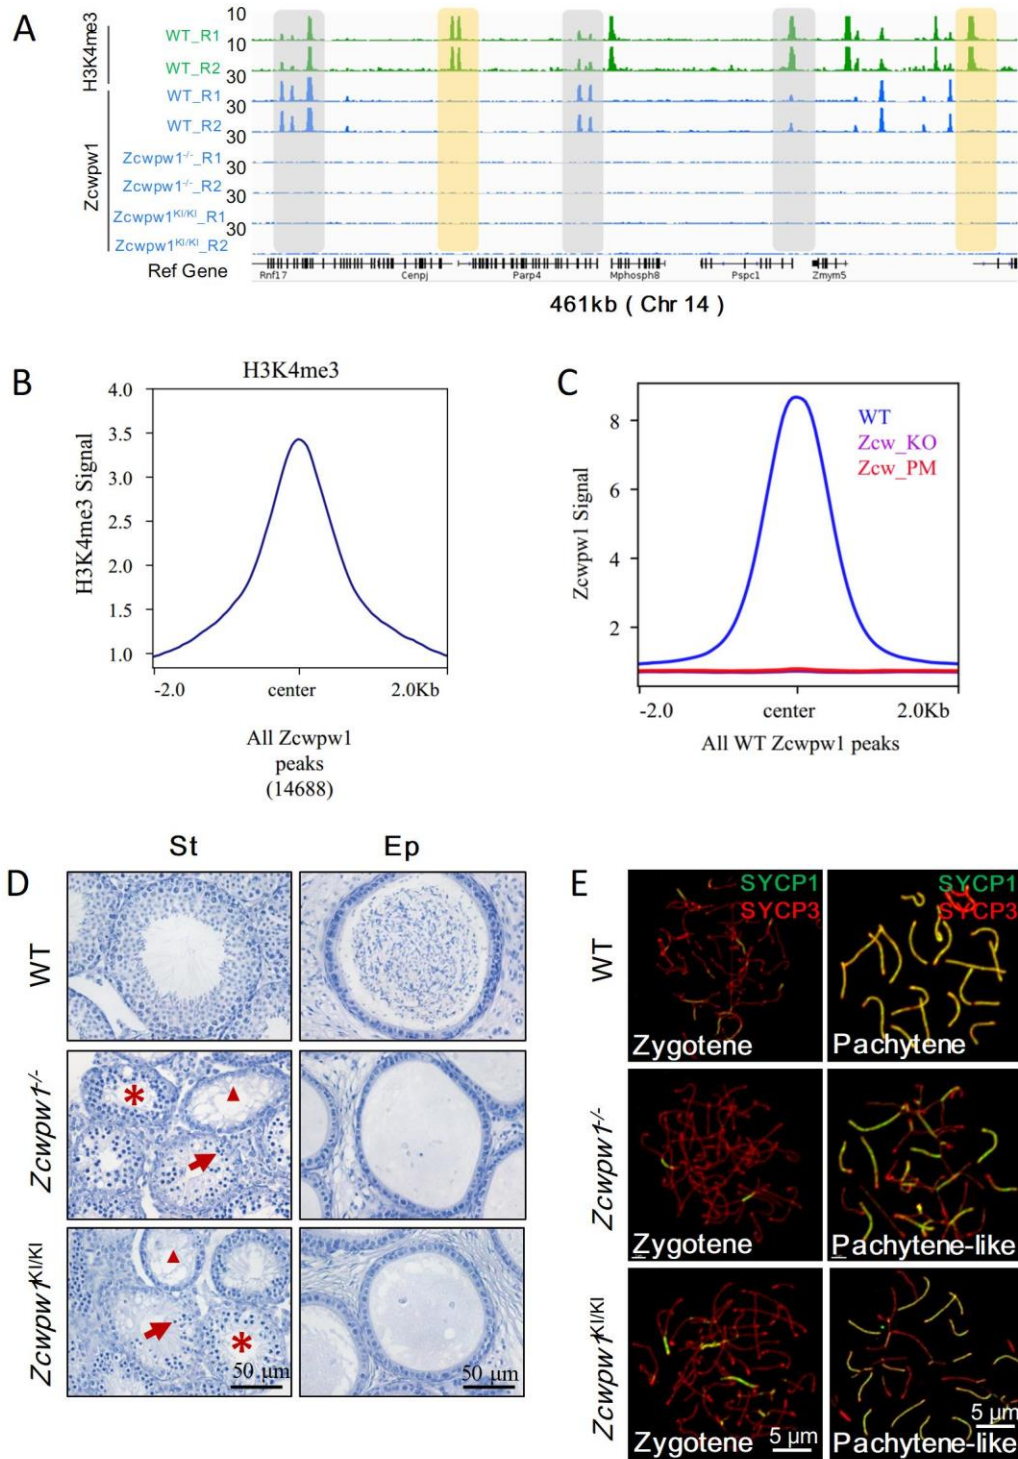 A
H3K4me3
10
WT_R1
10
WT_R2
30
Zcwpw1
WT_R1
30
WT_R2
30
Zcwpw1-/-_R1
30
Zcwpw1-/-_R2
30
Zcwpw1KI/KI_R1
30
Zcwpw1KI/KI_R2
Ref Gene
Rnf17 Cenpj Parp4 Mphosph8 Pspc1 Zmym5
461kb ( Chr 14 )
B
H3K4me3
H3K4me3 Signal
4.0
3.5
3.0
2.5
2.0
1.5
1.0
-2.0 center 2.0Kb
All Zcwpw1
peaks
(14688)
C
Zcwpw1 Signal
8
6
4
2
WT
Zcw_KO
Zcw_PM
-2.0 center 2.0Kb
All WT Zcwpw1 peaks
D
St Ep
WT
Zcwpw1-/-
*
Zcwpw1KI/KI
*
50 μm 50 μm
E
WT
SYCP1 SYCP1
SYCP3 SYCP3
Zygotene Pachytene
Zcwpw1-/-
Zygotene Pachytene-like
Zcwpw1KI/KI
5 μm 5 μm
Zygotene Pachytene-like